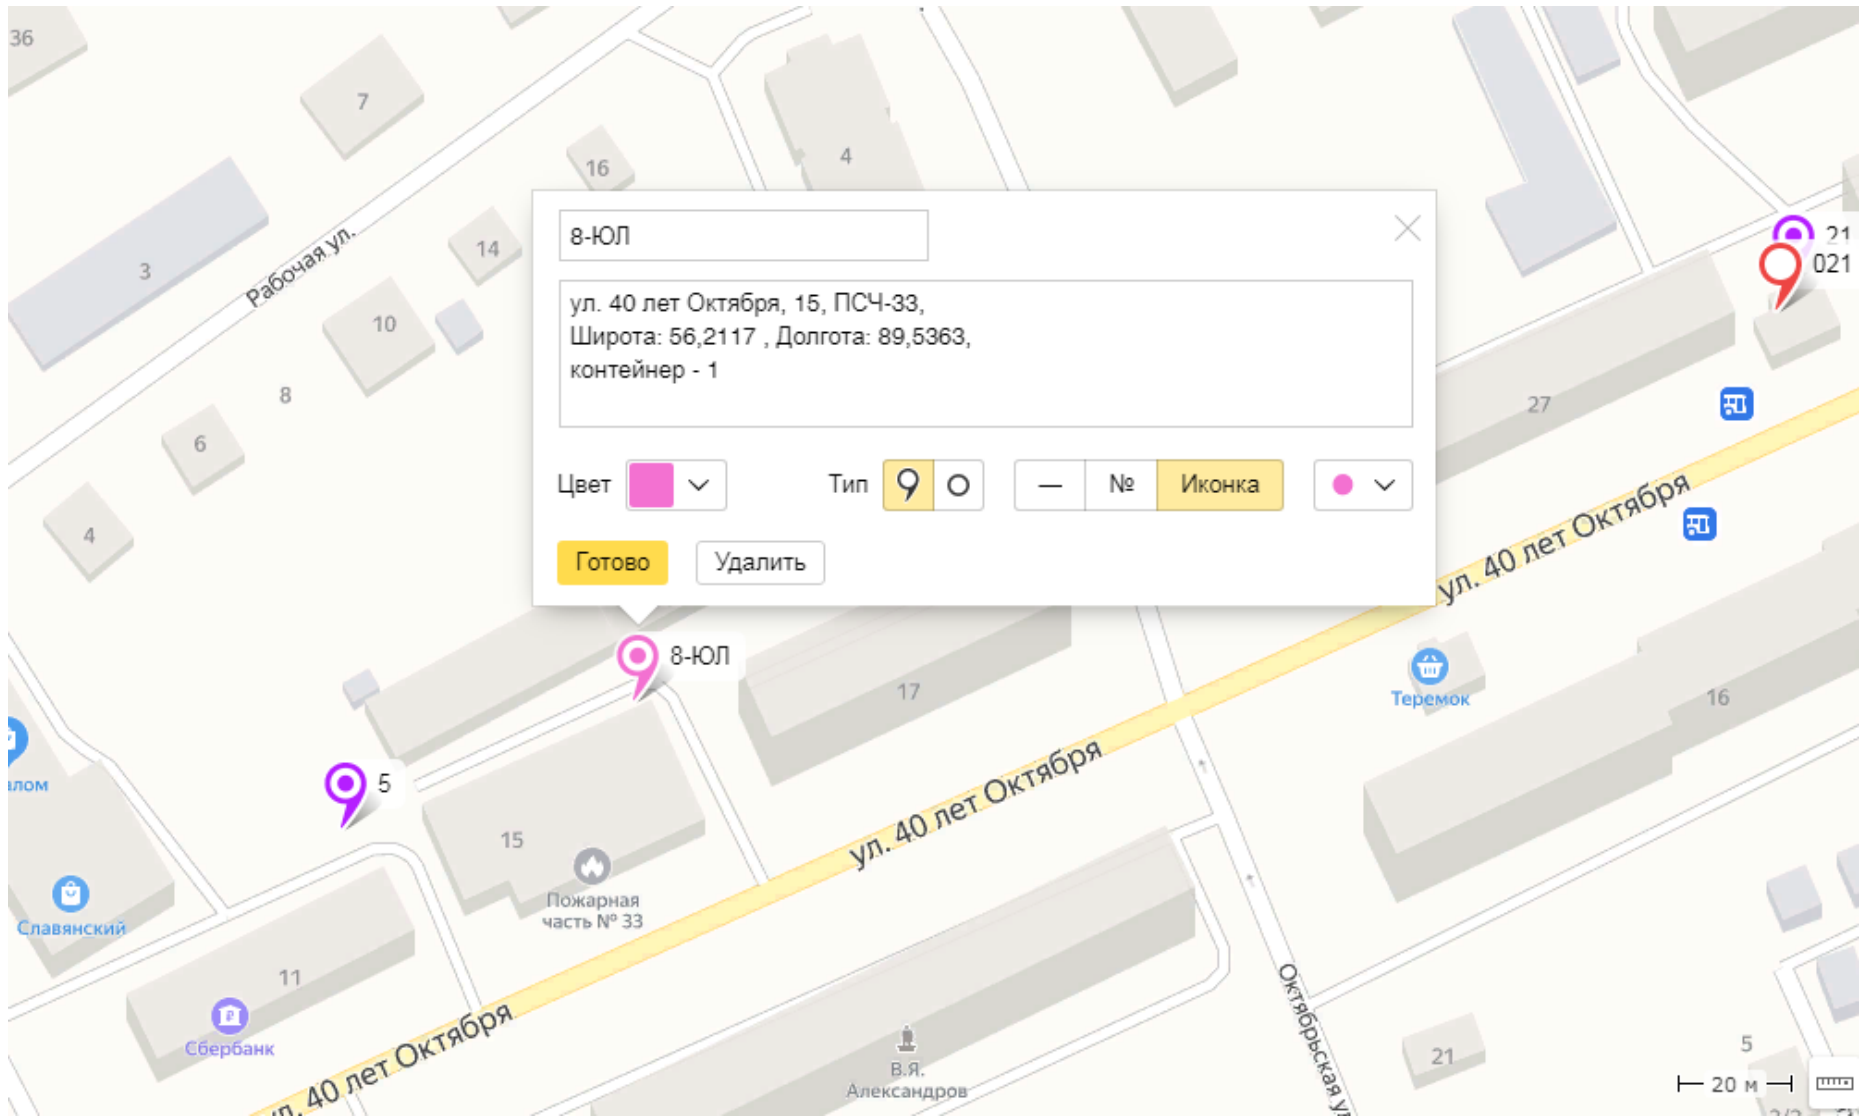 36
7
16
4
3
Рабочая ул.
14
10
8
6
4
8-ЮЛ
ул. 40 лет Октября, 15, ПСЧ-33,
Широта: 56,2117 , Долгота: 89,5363,
контейнер - 1
Цвет
Тип
—
№
Иконка
Готово
Удалить
21
021
27
ул. 40 лет Октября
8-ЮЛ
17
Теремок
16
5
15
Пожарная
часть № 33
ул. 40 лет Октября
Славянский
11
Сбербанк
ул. 40 лет Октября
В.Я.
Александров
Октябрьская
21
5
20 м